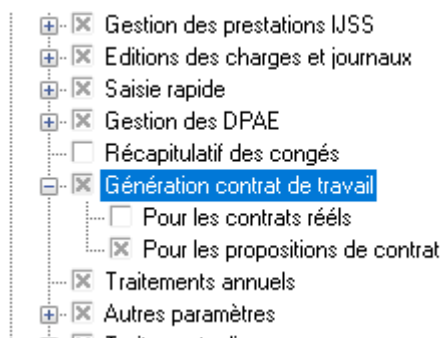 Gestion des prestations IJSS
Editions des charges et journaux
Saisie rapide
Gestion des DPAE
Récapitulatif des congés
Génération contrat de travail
Pour les contrats réels
Pour les propositions de contrat
Traitements annuels
Autres paramètres